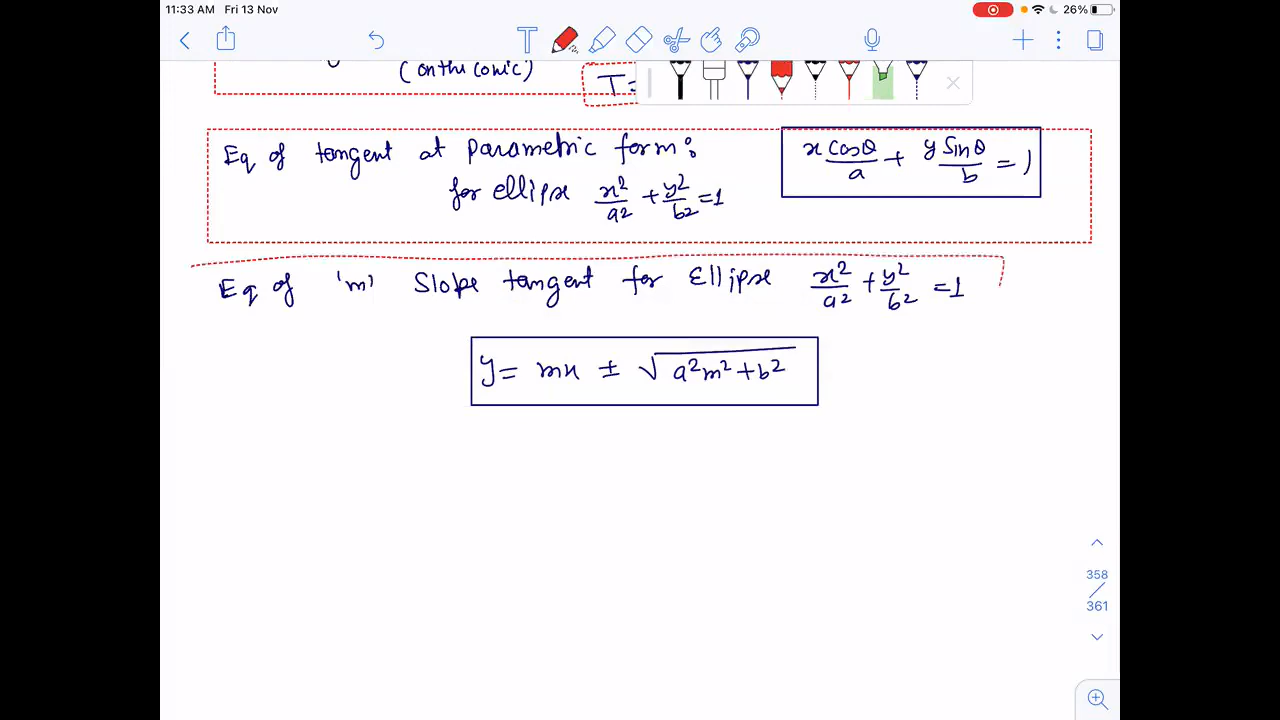 11:33 AM Fri 13 Nov
26%
(on the conic)
T=
Eq of tangent at parametric form:
x cosθ/a + y sinθ/b = 1
for ellipse x²/a² + y²/b² = 1
Eq of 'm' Slope tangent for Ellipse x²/a² + y²/b² = 1
y = mx ± √a²m² + b²
358
361